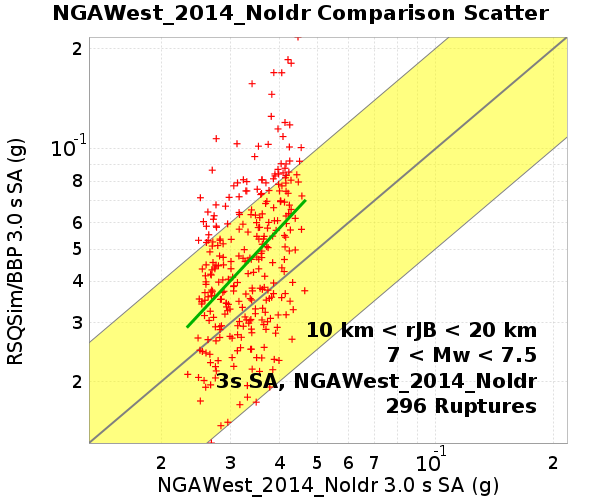 NGAWest_2014_NoIdr Comparison Scatter
RSQSim/BBP 3.0 s SA (g)
2
10-1
8
6
5
4
3
2
10 km < rJB < 20 km
7 < Mw < 7.5
3s SA, NGAWest_2014_NoIdr
296 Ruptures
2 3 4 5 6 7 10-1 2
NGAWest_2014_NoIdr 3.0 s SA (g)